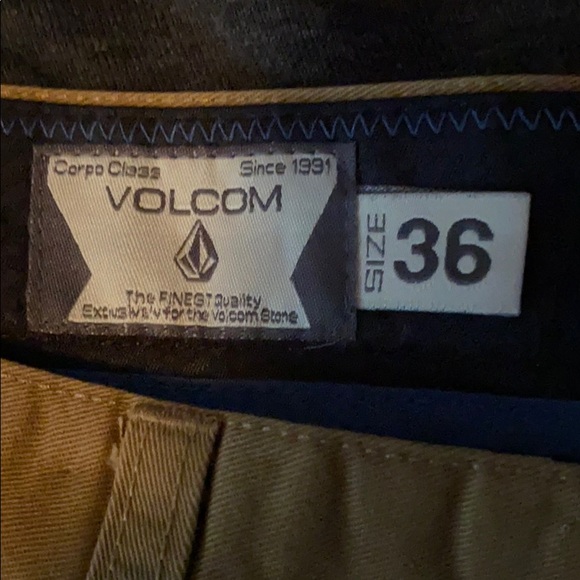 Corpo Class Since 1991
VOLCOM
The FINEST Quality
Exclusively for the Volcom Stone
SIZE 36